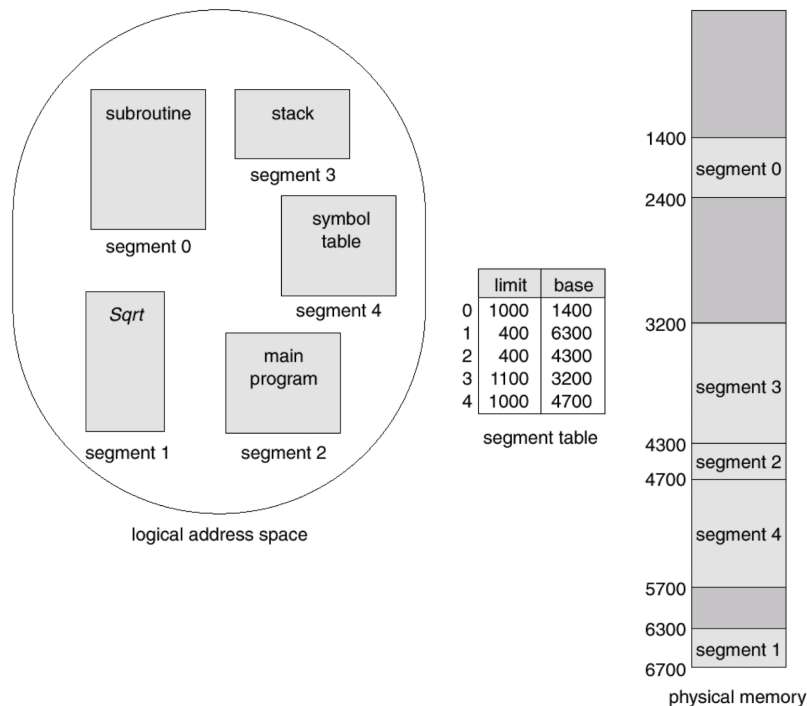 subroutine
segment 0
stack
segment 3
symbol
table
segment 4
Sqrt
segment 1
main
program
segment 2
logical address space
limit base
0 1000 1400
1 400 6300
2 400 4300
3 1100 3200
4 1000 4700
segment table
1400
segment 0
2400
3200
segment 3
4300
segment 2
4700
segment 4
5700
6300
segment 1
6700
physical memory